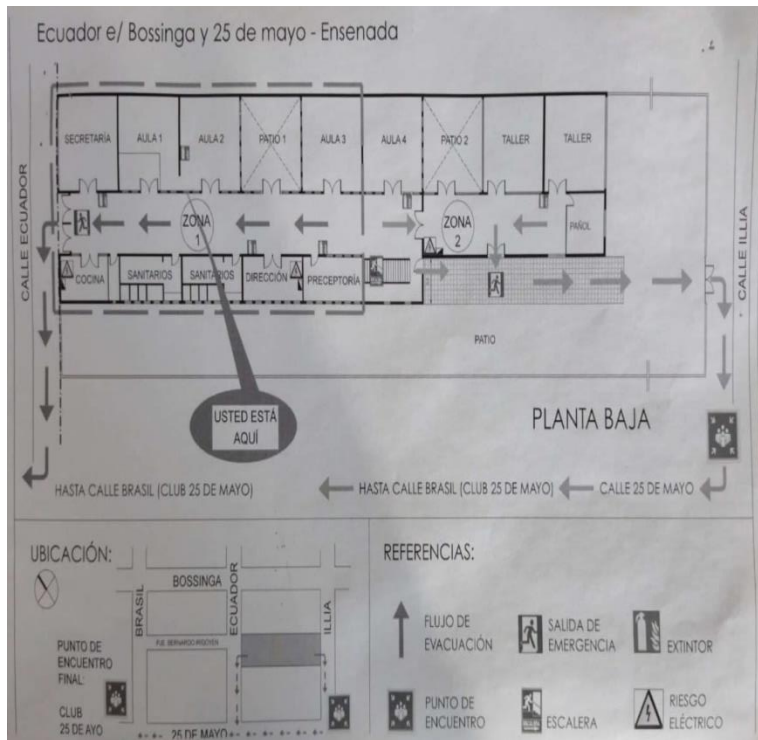 Ecuador e/ Bossinga y 25 de mayo - Ensenada
CALLE ECUADOR
SECRETARÍA
AULA 1
AULA 2
PATIO 1
AULA 3
AULA 4
PATIO 2
TALLER
TALLER
ZONA
1
ZONA
2
PAÑOL
COCINA
SANITARIOS
SANITARIOS
DIRECCIÓN
PRECEPTORÍA
CALLE ILLIA
PATIO
USTED ESTÁ
AQUÍ
PLANTA BAJA
HASTA CALLE BRASIL (CLUB 25 DE MAYO)
HASTA CALLE BRASIL (CLUB 25 DE MAYO)
CALLE 25 DE MAYO
UBICACIÓN:
BOSSINGA
BRASIL
ECUADOR
ILLIA
PUNTO DE
ENCUENTRO
FINAL:
CLUB
25 DE AYO
25 DE MAYO
REFERENCIAS:
FLUJO DE
EVACUACIÓN
SALIDA DE
EMERGENCIA
EXTINTOR
PUNTO DE
ENCUENTRO
ESCALERA
RIESGO
ELÉCTRICO